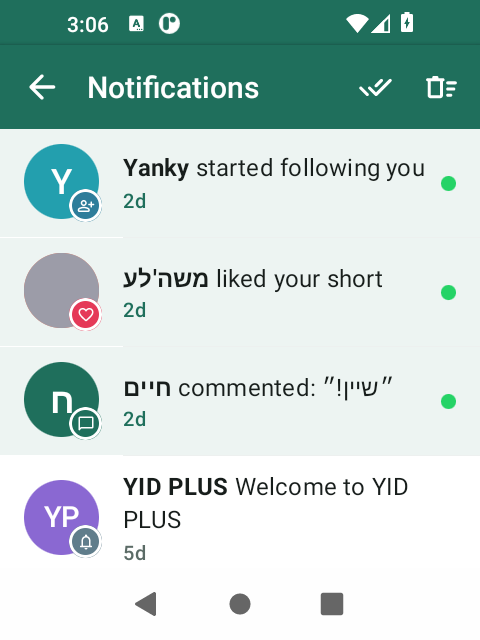 3:06
Notifications
Y
Yanky started following you
2d
משה'לע liked your short
2d
ח
חיים commented: ״שיין!״
2d
YP
YID PLUS Welcome to YID
PLUS
5d